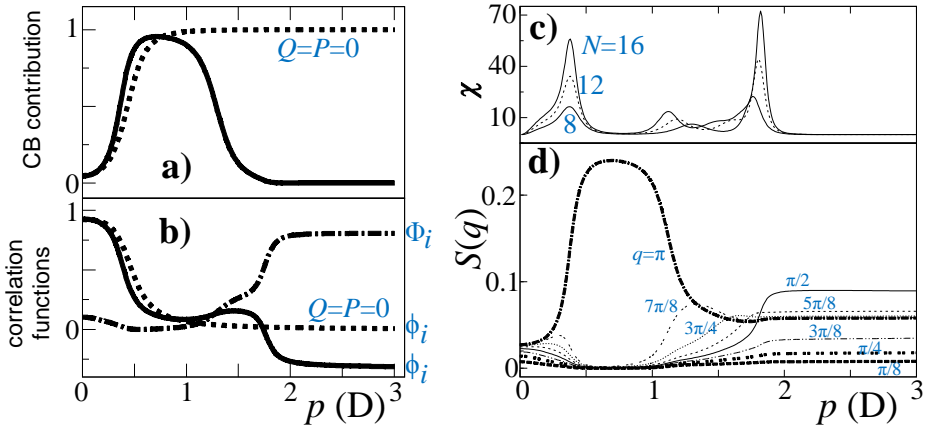 1
CB contribution
0
Q=P=0
a)
1
correlation functions
0
b)
Φi
Q=P=0
ϕi
ϕi
0 1 2 3
p (D)
70
50
30
10
χ
c)
N=16
12
8
d)
0.2
0.1
0
S(q)
q=π
π/2
7π/8
5π/8
3π/4
3π/8
π/4
π/8
0 1 2 3
p (D)